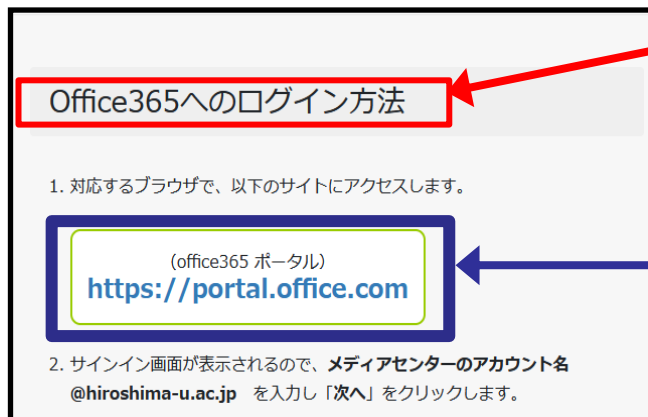 Office365へのログイン方法
1. 対応するブラウザで、以下のサイトにアクセスします。
(office365 ポータル)
https://portal.office.com
2. サインイン画面が表示されるので、メディアセンターのアカウント名
@hiroshima-u.ac.jp を入力し「次へ」をクリックします。